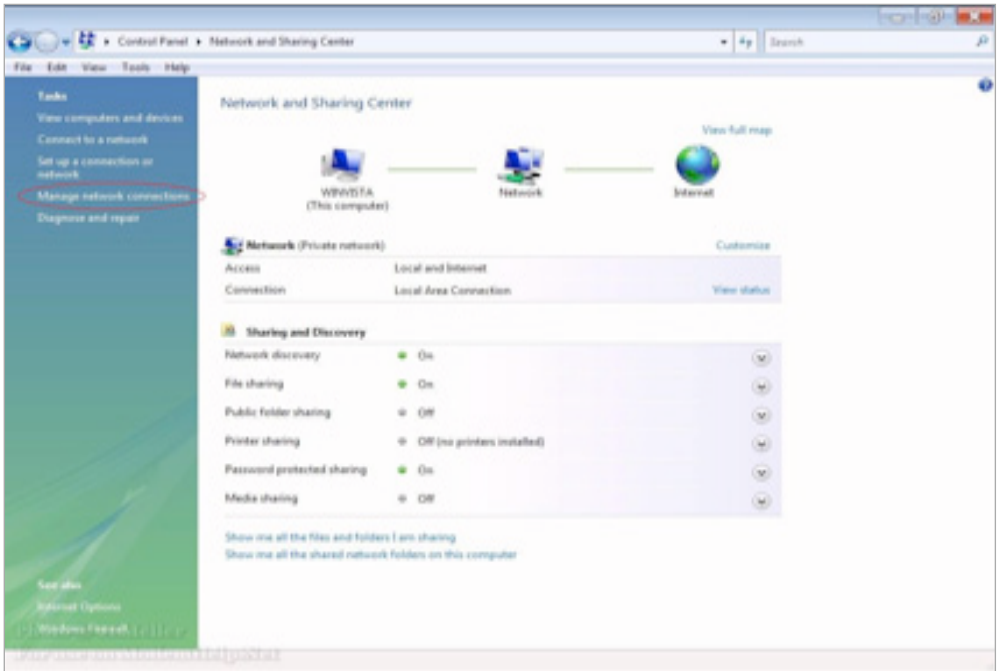 Control Panel ▸ Network and Sharing Center
Search
File Edit View Tools Help
Tasks
View computers and devices
Connect to a network
Set up a connection or
network
Manage network connections
Diagnose and repair
See also
Internet Options
Windows Firewall
Network and Sharing Center
View full map
WINVISTA
(This computer)
Network
Internet
Network (Private network)
Customize
Access Local and Internet
Connection Local Area Connection View status
Sharing and Discovery
Network discovery On
File sharing On
Public folder sharing Off
Printer sharing Off (no printers installed)
Password protected sharing On
Media sharing Off
Show me all the files and folders I am sharing
Show me all the shared network folders on this computer